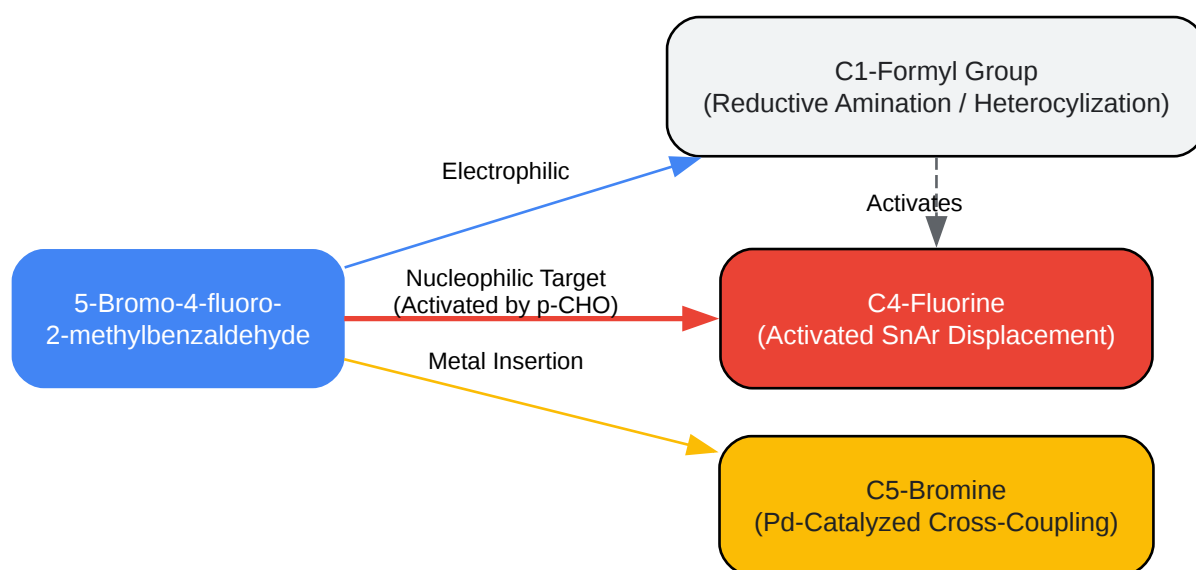 C1-Formyl Group
(Reductive Amination / Heterocylization)
Electrophilic
Activates
5-Bromo-4-fluoro-
2-methylbenzaldehyde
Nucleophilic Target
(Activated by p-CHO)
C4-Fluorine
(Activated SnAr Displacement)
Metal Insertion
C5-Bromine
(Pd-Catalyzed Cross-Coupling)